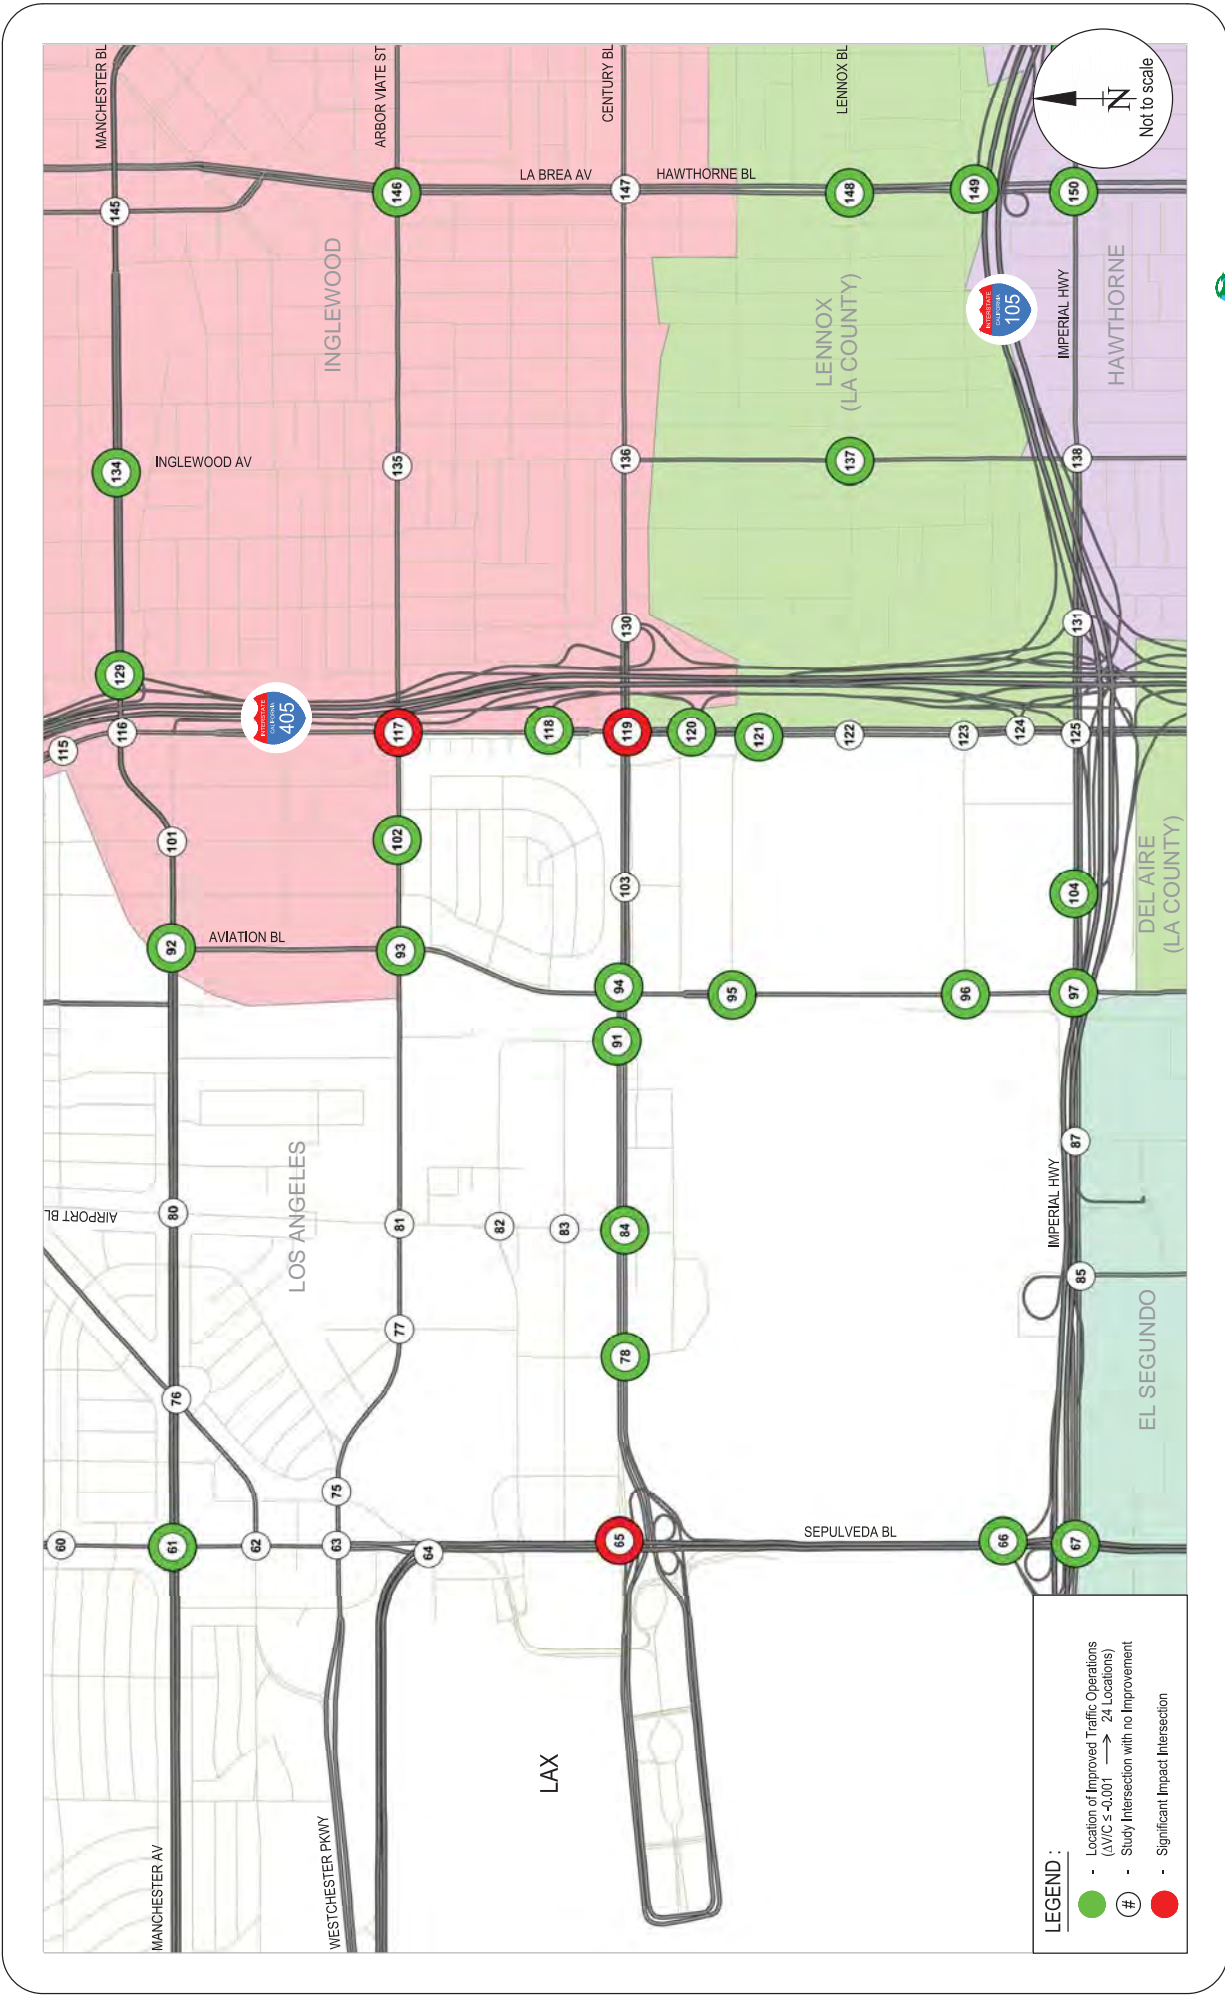 MANCHESTER BL
ARBOR VIATE ST
CENTURY BL
LENNOX BL
N
Not to scale
145
146
LA BREA AV
147
HAWTHORNE BL
148
149
150
INGLEWOOD
LENNOX
(LA COUNTY)
INTERSTATE
CALIFORNIA
105
IMPERIAL HWY
HAWTHORNE
134
INGLEWOOD AV
135
136
137
138
129
130
131
115
116
INTERSTATE
CALIFORNIA
405
117
118
119
120
121
122
123
124
125
101
102
103
104
DEL AIRE
(LA COUNTY)
92
AVIATION BL
93
94
95
96
97
91
AIRPORT BL
80
LOS ANGELES
81
82
83
84
87
IMPERIAL HWY
85
76
77
78
EL SEGUNDO
75
60
61
62
63
64
65
SEPULVEDA BL
66
67
LAX
MANCHESTER AV
WESTCHESTER PKWY
LEGEND :
- Location of Improved Traffic Operations
(ΔV/C ≤ -0.001 ⟶ 24 Locations)
# - Study Intersection with no Improvement
- Significant Impact Intersection